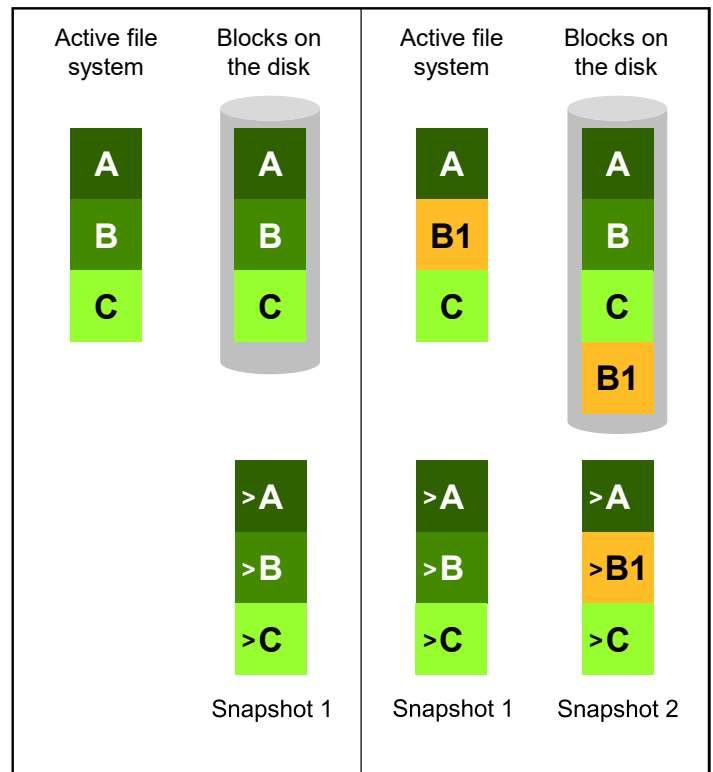 Active file
system
Blocks on
the disk
A
B
C
A
B
C
>A
>B
>C
Snapshot 1
Active file
system
Blocks on
the disk
A
B1
C
A
B
C
B1
>A
>B
>C
Snapshot 1
>A
>B1
>C
Snapshot 2